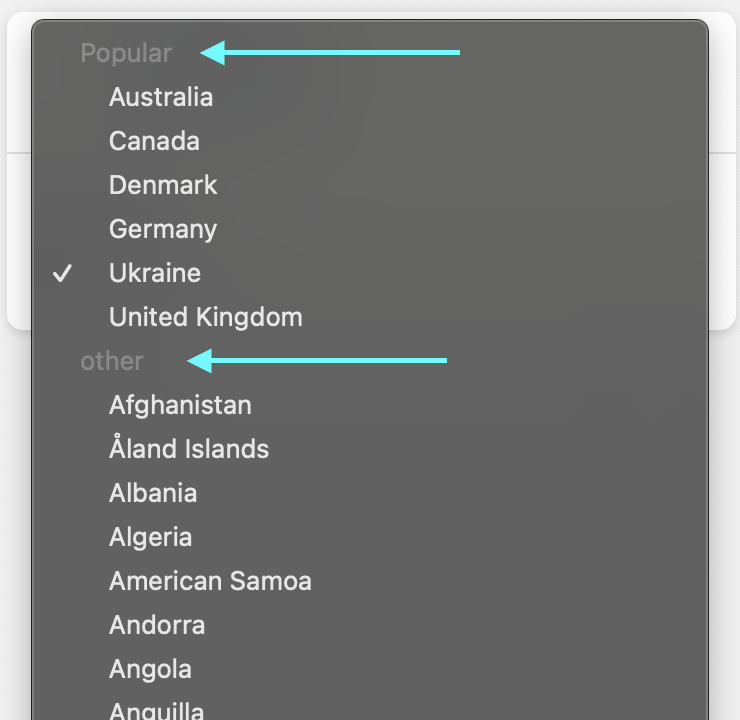 Popular
Australia
Canada
Denmark
Germany
Ukraine
United Kingdom
other
Afghanistan
Åland Islands
Albania
Algeria
American Samoa
Andorra
Angola
Anguilla